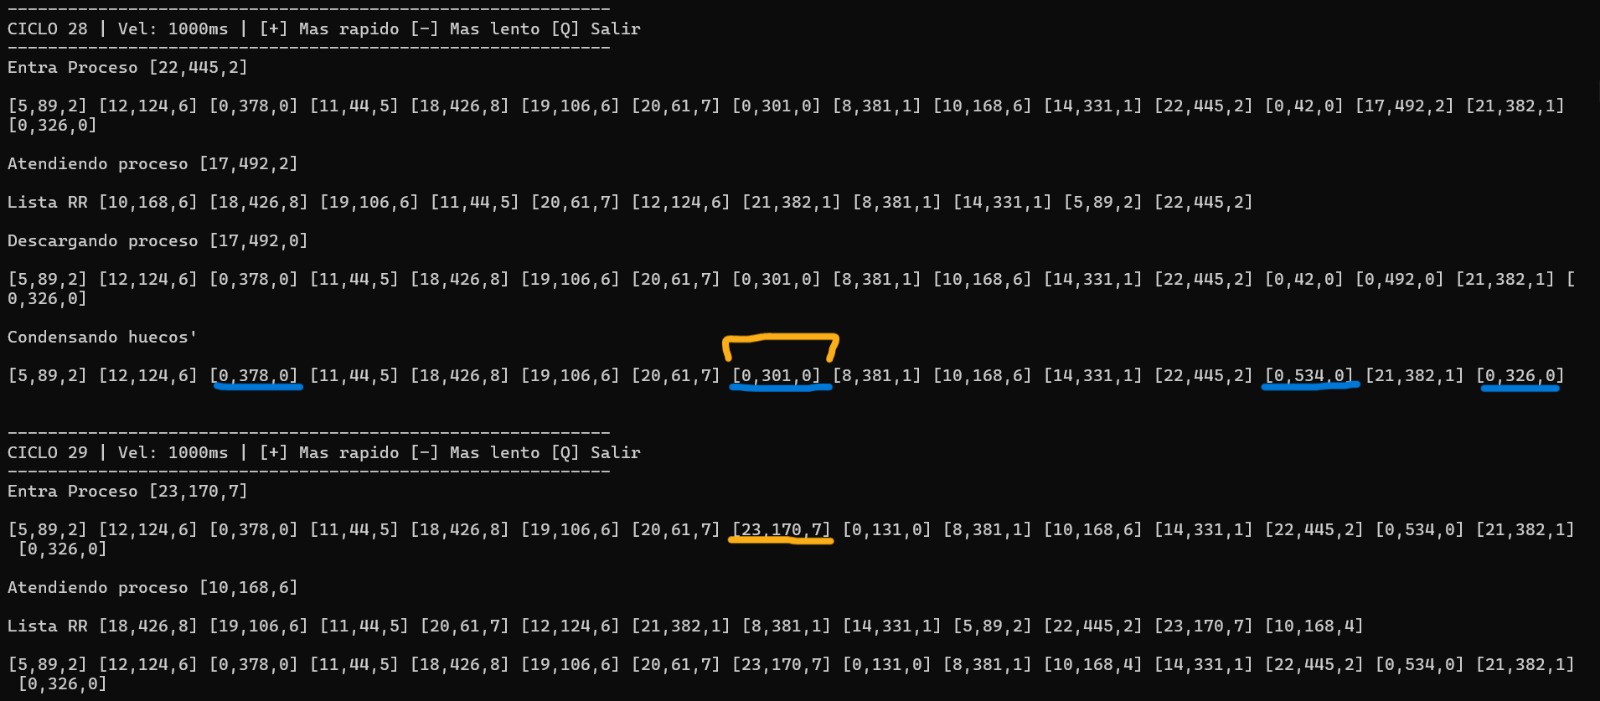 ------------------------------------------------------------
CICLO 28 | Vel: 1000ms | [+] Mas rapido [-] Mas lento [Q] Salir
------------------------------------------------------------
Entra Proceso [22,445,2]
[5,89,2] [12,124,6] [0,378,0] [11,44,5] [18,426,8] [19,106,6] [20,61,7] [0,301,0] [8,381,1] [10,168,6] [14,331,1] [22,445,2] [0,42,0] [17,492,2] [21,382,1]
[0,326,0]
Atendiendo proceso [17,492,2]
Lista RR [10,168,6] [18,426,8] [19,106,6] [11,44,5] [20,61,7] [12,124,6] [21,382,1] [8,381,1] [14,331,1] [5,89,2] [22,445,2]
Descargando proceso [17,492,0]
[5,89,2] [12,124,6] [0,378,0] [11,44,5] [18,426,8] [19,106,6] [20,61,7] [0,301,0] [8,381,1] [10,168,6] [14,331,1] [22,445,2] [0,42,0] [0,492,0] [21,382,1] [
0,326,0]
Condensando huecos'
[5,89,2] [12,124,6] [0,378,0] [11,44,5] [18,426,8] [19,106,6] [20,61,7] [0,301,0] [8,381,1] [10,168,6] [14,331,1] [22,445,2] [0,534,0] [21,382,1] [0,326,0]
------------------------------------------------------------
CICLO 29 | Vel: 1000ms | [+] Mas rapido [-] Mas lento [Q] Salir
------------------------------------------------------------
Entra Proceso [23,170,7]
[5,89,2] [12,124,6] [0,378,0] [11,44,5] [18,426,8] [19,106,6] [20,61,7] [23,170,7] [0,131,0] [8,381,1] [10,168,6] [14,331,1] [22,445,2] [0,534,0] [21,382,1]
[0,326,0]
Atendiendo proceso [10,168,6]
Lista RR [18,426,8] [19,106,6] [11,44,5] [20,61,7] [12,124,6] [21,382,1] [8,381,1] [14,331,1] [5,89,2] [22,445,2] [23,170,7] [10,168,4]
[5,89,2] [12,124,6] [0,378,0] [11,44,5] [18,426,8] [19,106,6] [20,61,7] [23,170,7] [0,131,0] [8,381,1] [10,168,4] [14,331,1] [22,445,2] [0,534,0] [21,382,1]
[0,326,0]